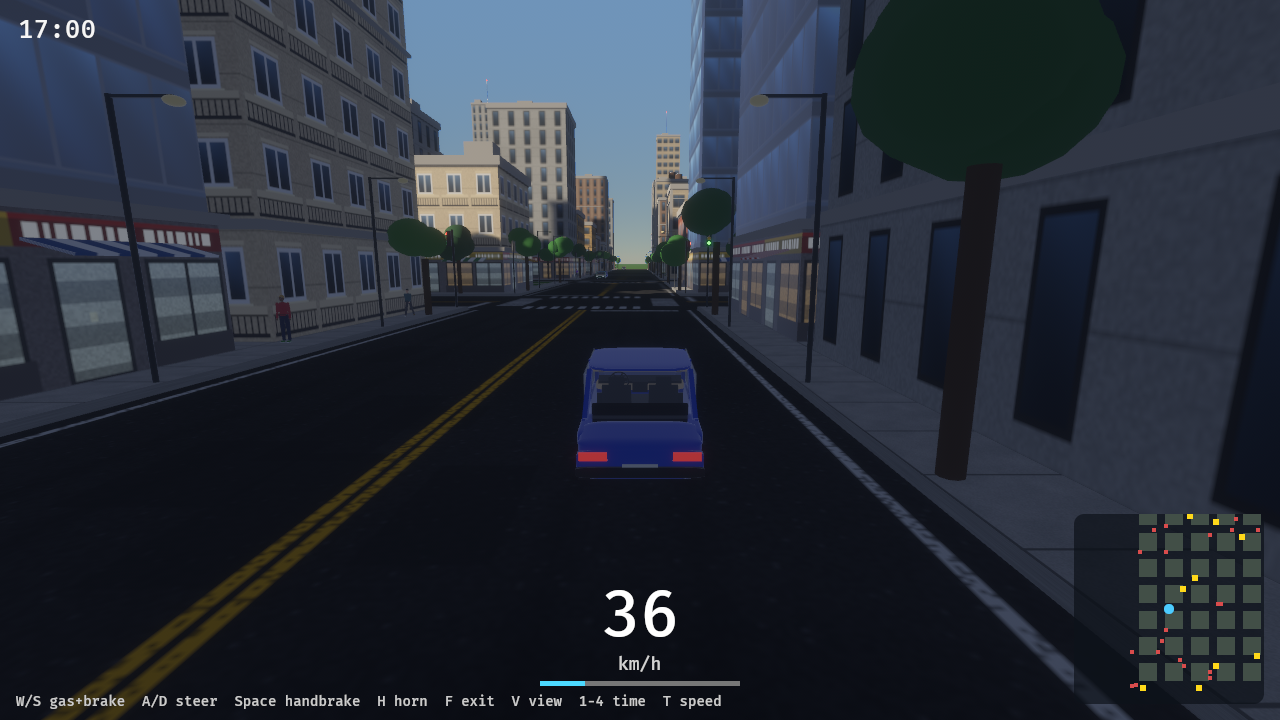 17:00
36
km/h
W/S gas+brake A/D steer Space handbrake H horn F exit V view 1-4 time T speed